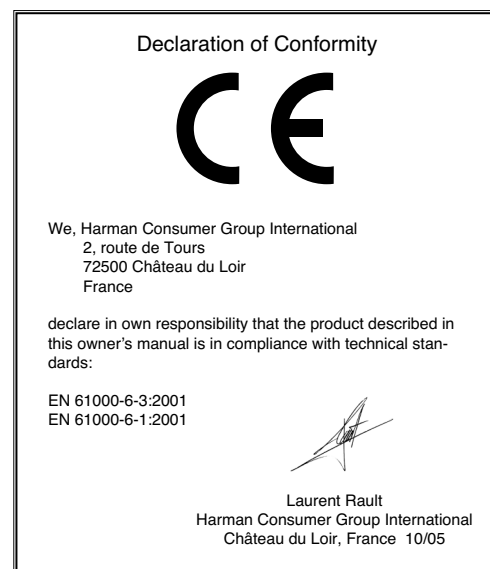 Declaration of Conformity
CE
We, Harman Consumer Group International
2, route de Tours
72500 Château du Loir
France
declare in own responsibility that the product described in
this owner's manual is in compliance with technical stan-
dards:
EN 61000-6-3:2001
EN 61000-6-1:2001
Laurent Rault
Harman Consumer Group International
Château du Loir, France 10/05